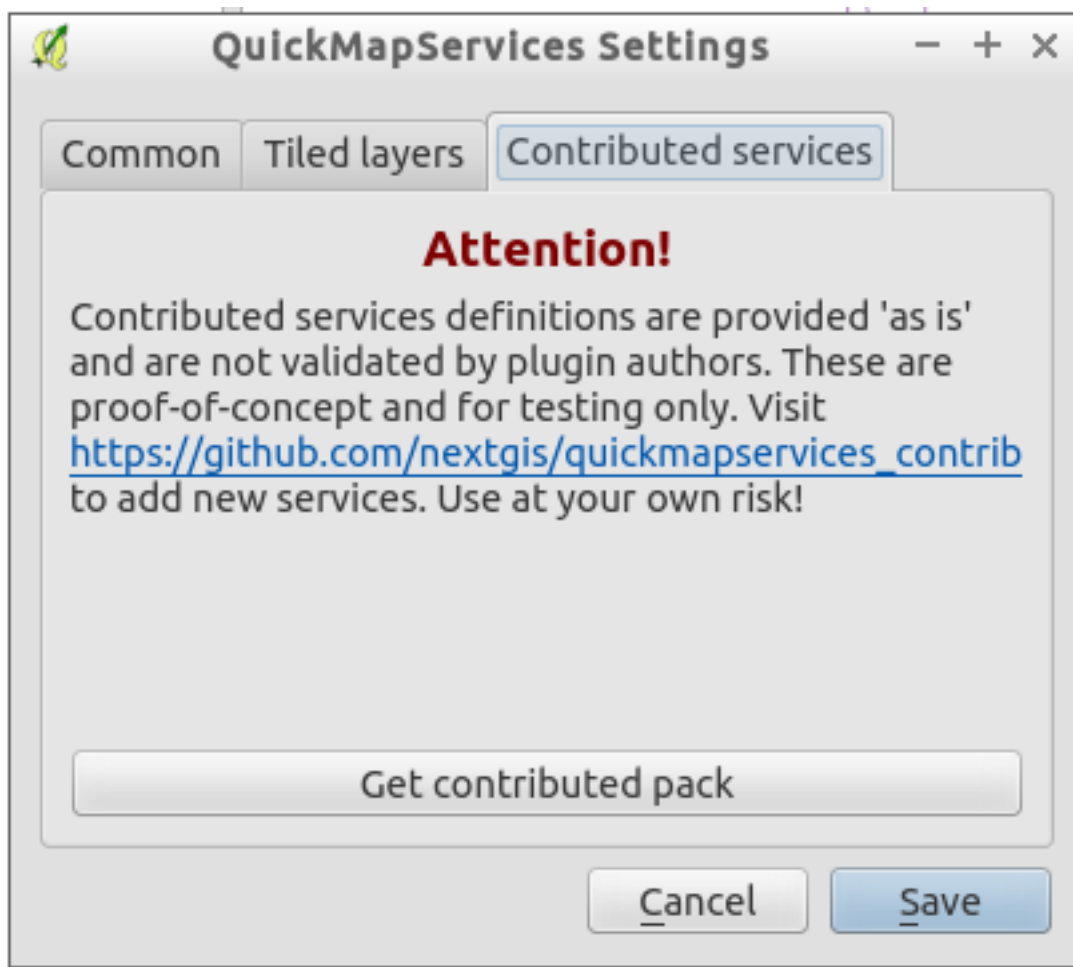 QuickMapServices Settings
Common
Tiled layers
Contributed services
Attention!
Contributed services definitions are provided 'as is'
and are not validated by plugin authors. These are
proof-of-concept and for testing only. Visit
https://github.com/nextgis/quickmapservices_contrib
to add new services. Use at your own risk!
Get contributed pack
Cancel
Save